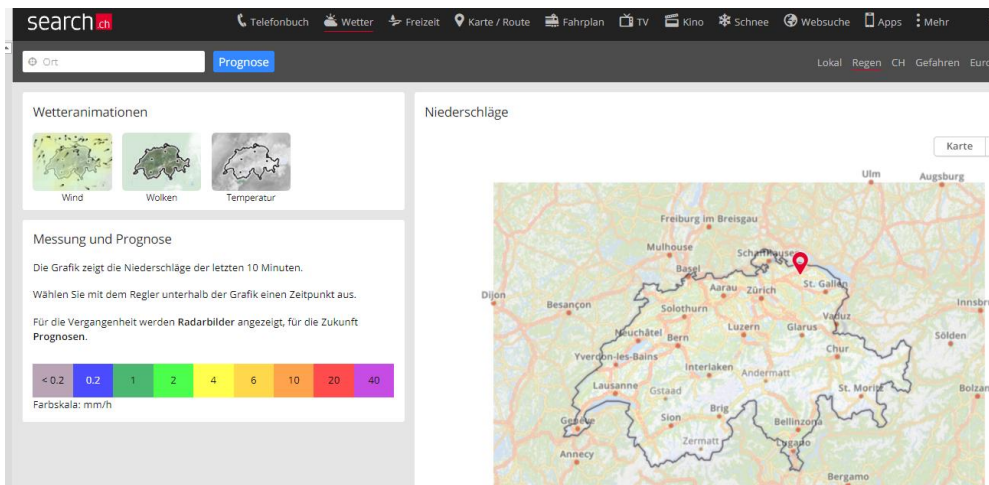 search.ch
Telefonbuch Wetter Freizeit Karte / Route Fahrplan TV Kino Schnee Websuche Apps Mehr
Ort Prognose
Lokal Regen CH Gefahren Euro
Wetteranimationen
Wind Wolken Temperatur
Messung und Prognose
Die Grafik zeigt die Niederschläge der letzten 10 Minuten.
Wählen Sie mit dem Regler unterhalb der Grafik einen Zeitpunkt aus.
Für die Vergangenheit werden Radarbilder angezeigt, für die Zukunft
Prognosen.
< 0.2 0.2 1 2 4 6 10 20 40
Farbskala: mm/h
Niederschläge
Karte
Ulm Augsburg
Freiburg im Breisgau
Mulhouse Schaffhausen
Basel
Aarau Zürich St. Gallen
Dijon Besançon Solothurn Innsbr
Vaduz
Neuchâtel Bern Luzern Glarus Sölden
Chur
Yverdon-les-Bains
Interlaken Andermatt
Lausanne Gstaad St. Moritz Bolzan
Brig
Genève Sion Bellinzona
Zermatt Lugano
Annecy
Bergamo